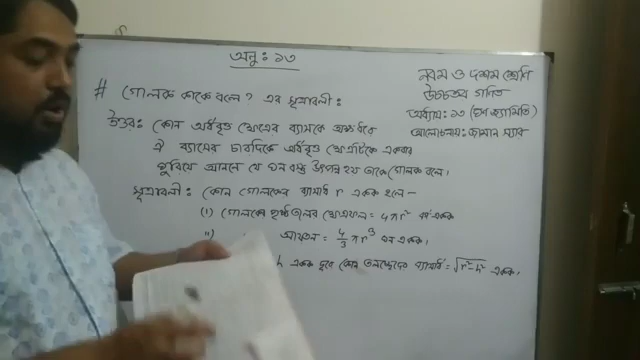 অনু: ১৩
নবম ও দশম শ্রেণি
উচ্চতর গণিত
অধ্যায়: ১৩ (ঘন জ্যামিতি)
আলোচনায়: জামান স্যার
# গোলক কাকে বলে? এর সূত্রাবলী:
উত্তর: কোন অর্ধবৃত্ত ক্ষেত্রের ব্যাসকে অক্ষ ধরে
ঐ ব্যাসের চারদিকে অর্ধবৃত্ত ক্ষেত্রটিকে একবার
ঘুরিয়ে আনলে যে ঘন বস্তু উৎপন্ন হয় তাকে গোলক বলে।
সূত্রাবলী: কোন গোলকের ব্যাসার্ধ r একক হলে—
(i) গোলকের পৃষ্ঠতলের ক্ষেত্রফল = 4πr² বর্গ একক
ii) আয়তন = 4/3 πr³ ঘন একক।
h একক দূরে তলচ্ছেদের ব্যাসার্ধ = √r²-h² একক।